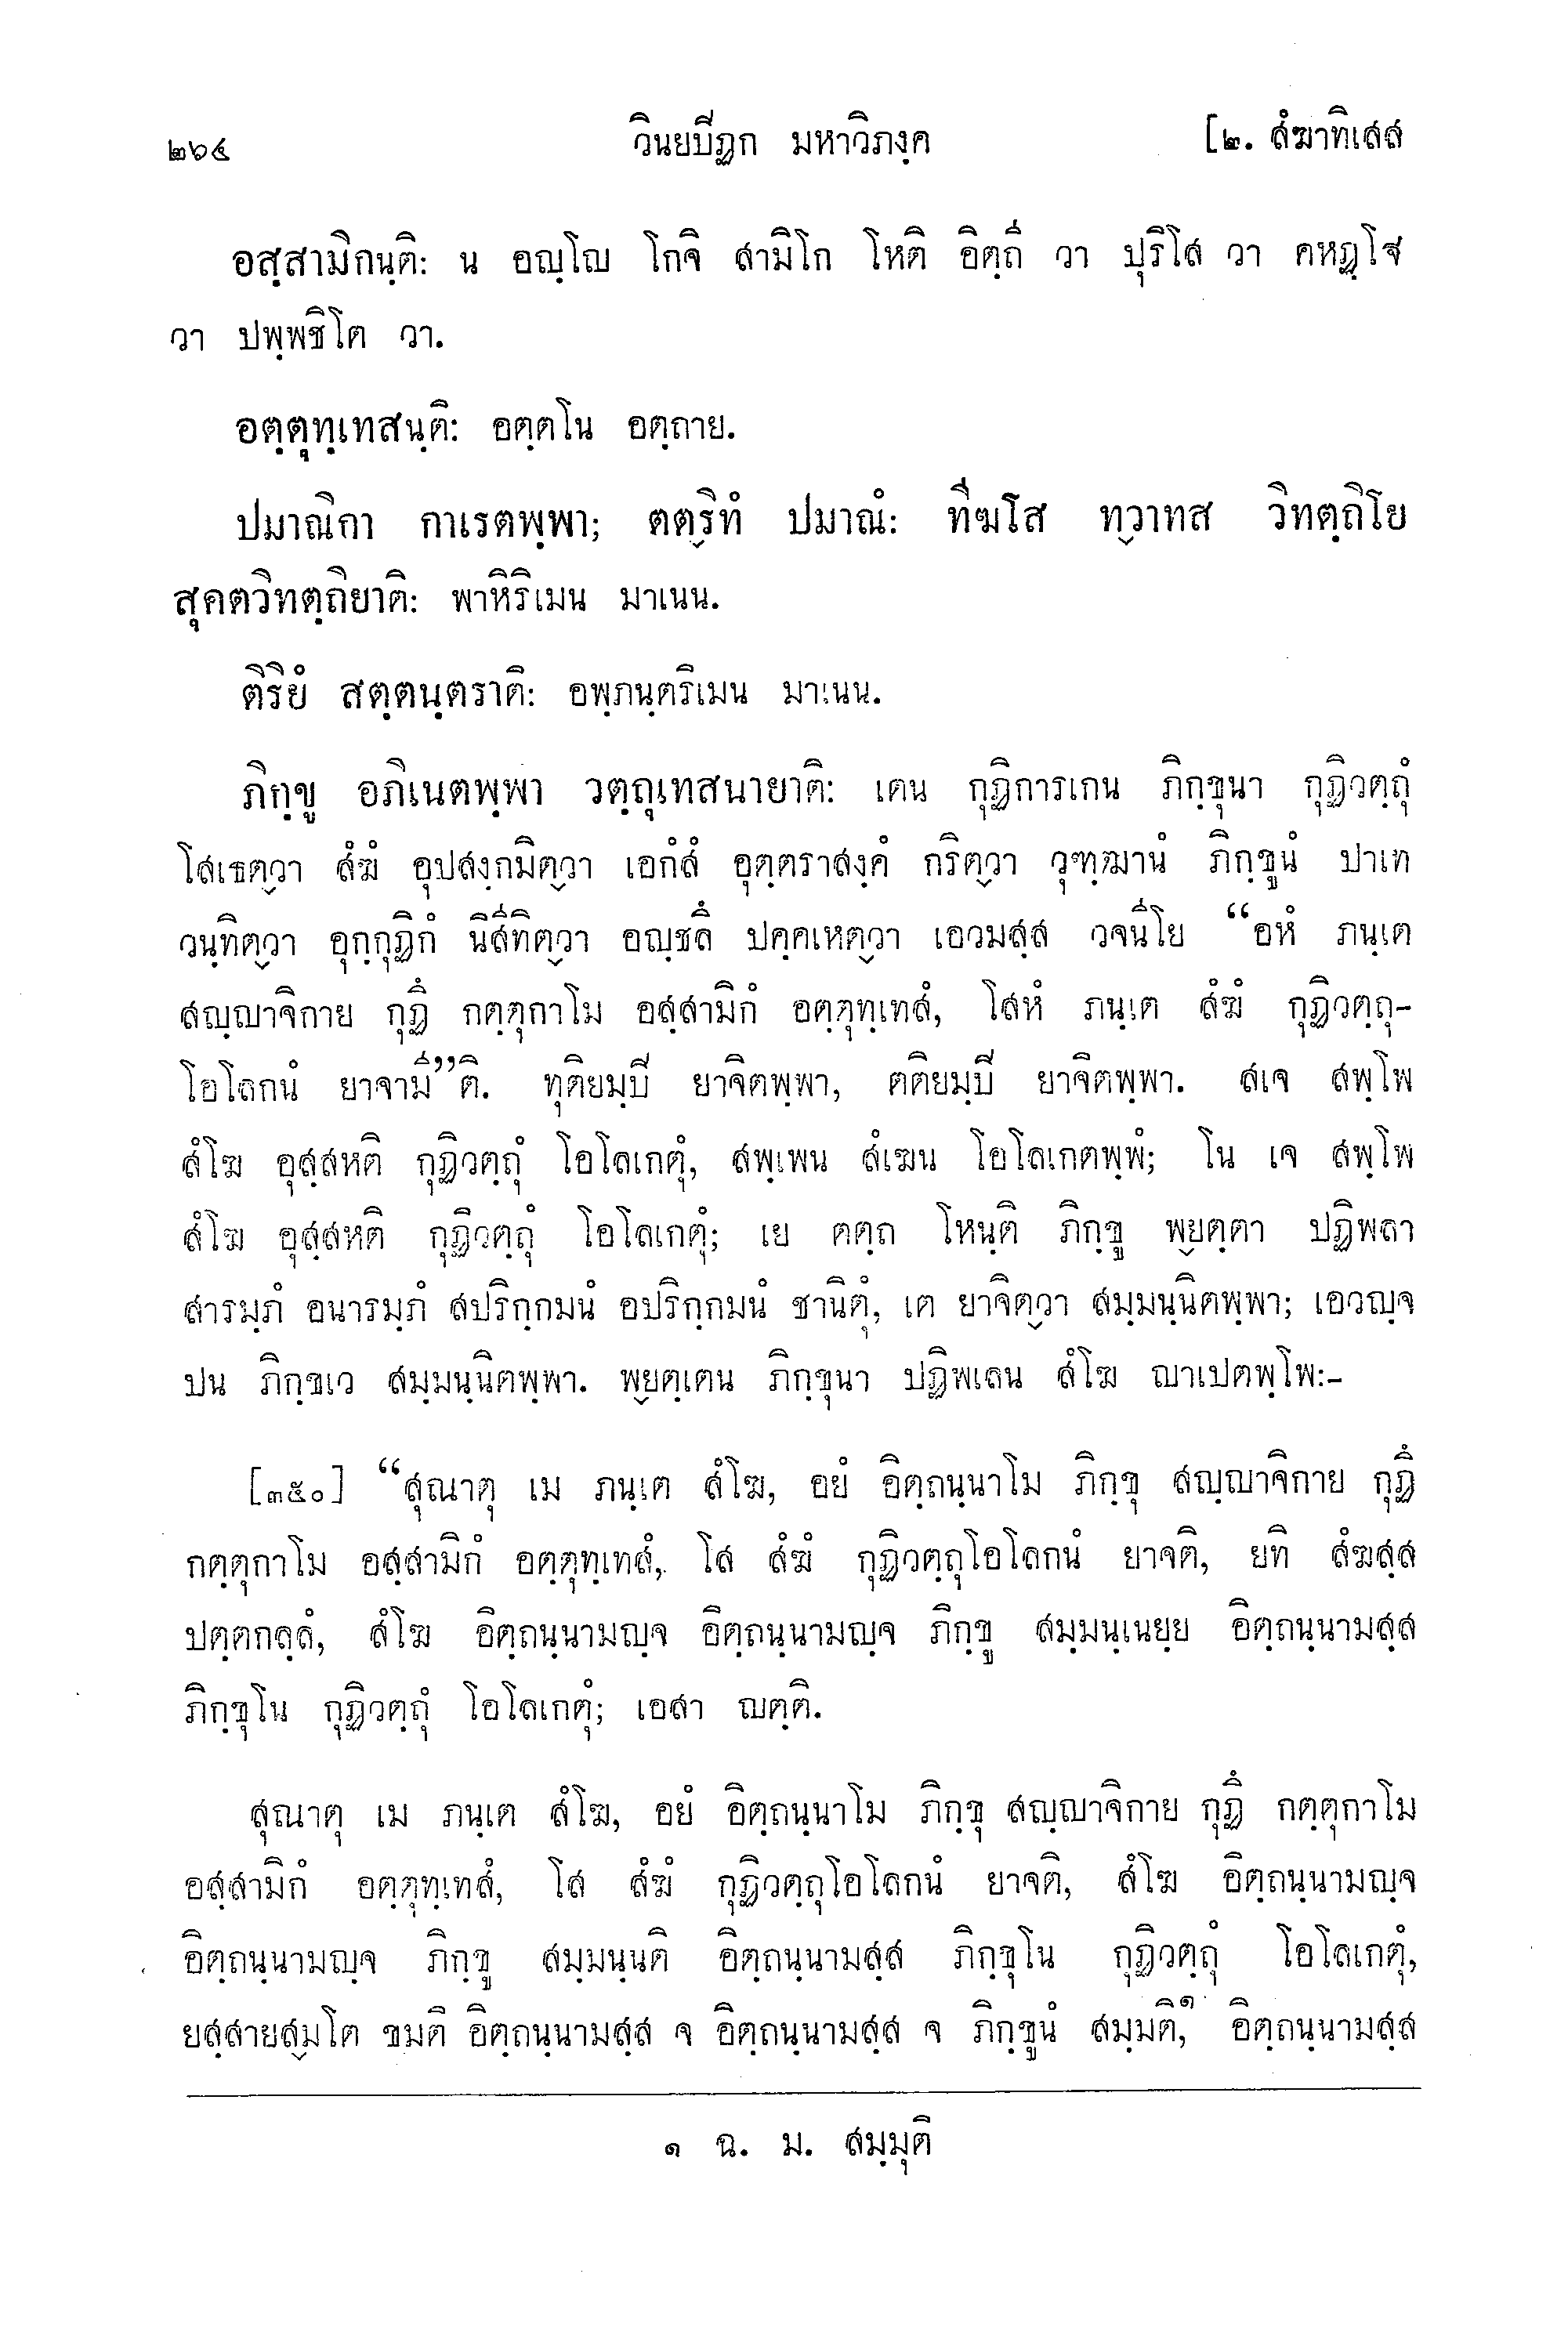 ๒๖๔ วินยปิฏก มหาวิภงฺค [๒. สํฆาทิเสส
อสฺสามิกนฺติ: น อญฺโญ โกจิ สามิโก โหติ อิตฺถี วา ปุริโส วา คหฏฺโฐ
วา ปพฺพชิโต วา.
อตฺตุทฺเทสนฺติ: อตฺตโน อตฺถาย.
ปมาณิกา กาเรตพฺพา; ตต๎ริทํ ปมาณํ: ทีฆโส ท๎วาทส วิทตฺถิโย
สุคตวิทตฺถิยาติ: พาหิริเมน มาเนน.
ติริยํ สตฺตนฺตราติ: อพฺภนฺตริเมน มาเนน.
ภิกฺขู อภิเนตพฺพา วตฺถุเทสนายาติ: เตน กุฏิการเกน ภิกฺขุนา กุฏิวตฺถุํ
โสเธต๎วา สํฆํ อุปสงฺกมิต๎วา เอกํสํ อุตฺตราสงฺคํ กริต๎วา วุฑฺฒานํ ภิกฺขูนํ ปาเท
วนฺทิต๎วา อุกฺกุฏิกํ นิสีทิต๎วา อญฺชลึ ปคฺคเหต๎วา เอวมสฺส วจนีโย “อหํ ภนฺเต
สญฺญาจิกาย กุฏึ กตฺตุกาโม อสฺสามิกํ อตฺตุทฺเทสํ, โสหํ ภนฺเต สํฆํ กุฏิวตฺถุ-
โอโลกนํ ยาจามี”ติ. ทุติยมฺปิ ยาจิตพฺพา, ตติยมฺปิ ยาจิตพฺพา. สเจ สพฺโพ
สํโฆ อุสฺสหติ กุฏิวตฺถุํ โอโลเกตุํ, สพฺเพน สํเฆน โอโลเกตพฺพํ; โน เจ สพฺโพ
สํโฆ อุสฺสหติ กุฏิวตฺถุํ โอโลเกตุํ; เย ตตฺถ โหนฺติ ภิกฺขู พ๎ยตฺตา ปฏิพลา
สารมฺภํ อนารมฺภํ สปริกฺกมนํ อปริกฺกมนํ ชานิตุํ, เต ยาจิต๎วา สมฺมนฺนิตพฺพา; เอวญฺจ
ปน ภิกฺขเว สมฺมนฺนิตพฺพา. พ๎ยตฺเตน ภิกฺขุนา ปฏิพเลน สํโฆ ญาเปตพฺโพ:-
[๓๕๐] “สุณาตุ เม ภนฺเต สํโฆ, อยํ อิตฺถนฺนาโม ภิกฺขุ สญฺญาจิกาย กุฏึ
กตฺตุกาโม อสฺสามิกํ อตฺตุทฺเทสํ, โส สํฆํ กุฏิวตฺถุโอโลกนํ ยาจติ, ยทิ สํฆสฺส
ปตฺตกลฺลํ, สํโฆ อิตฺถนฺนามญฺจ อิตฺถนฺนามญฺจ ภิกฺขู สมฺมนฺเนยฺย อิตฺถนฺนามสฺส
ภิกฺขุโน กุฏิวตฺถุํ โอโลเกตุํ; เอสา ญตฺติ.
สุณาตุ เม ภนฺเต สํโฆ, อยํ อิตฺถนฺนาโม ภิกฺขุ สญฺญาจิกาย กุฏึ กตฺตุกาโม
อสฺสามิกํ อตฺตุทฺเทสํ, โส สํฆํ กุฏิวตฺถุโอโลกนํ ยาจติ, สํโฆ อิตฺถนฺนามญฺจ
อิตฺถนฺนามญฺจ ภิกฺขู สมฺมนฺนติ อิตฺถนฺนามสฺส ภิกฺขุโน กุฏิวตฺถุํ โอโลเกตุํ,
ยสฺสายส๎มโต ขมติ อิตฺถนฺนามสฺส จ อิตฺถนฺนามสฺส จ ภิกฺขูนํ สมฺมติ,๑ อิตฺถนฺนามสฺส
๑ ฉ. ม. สมฺมุติ